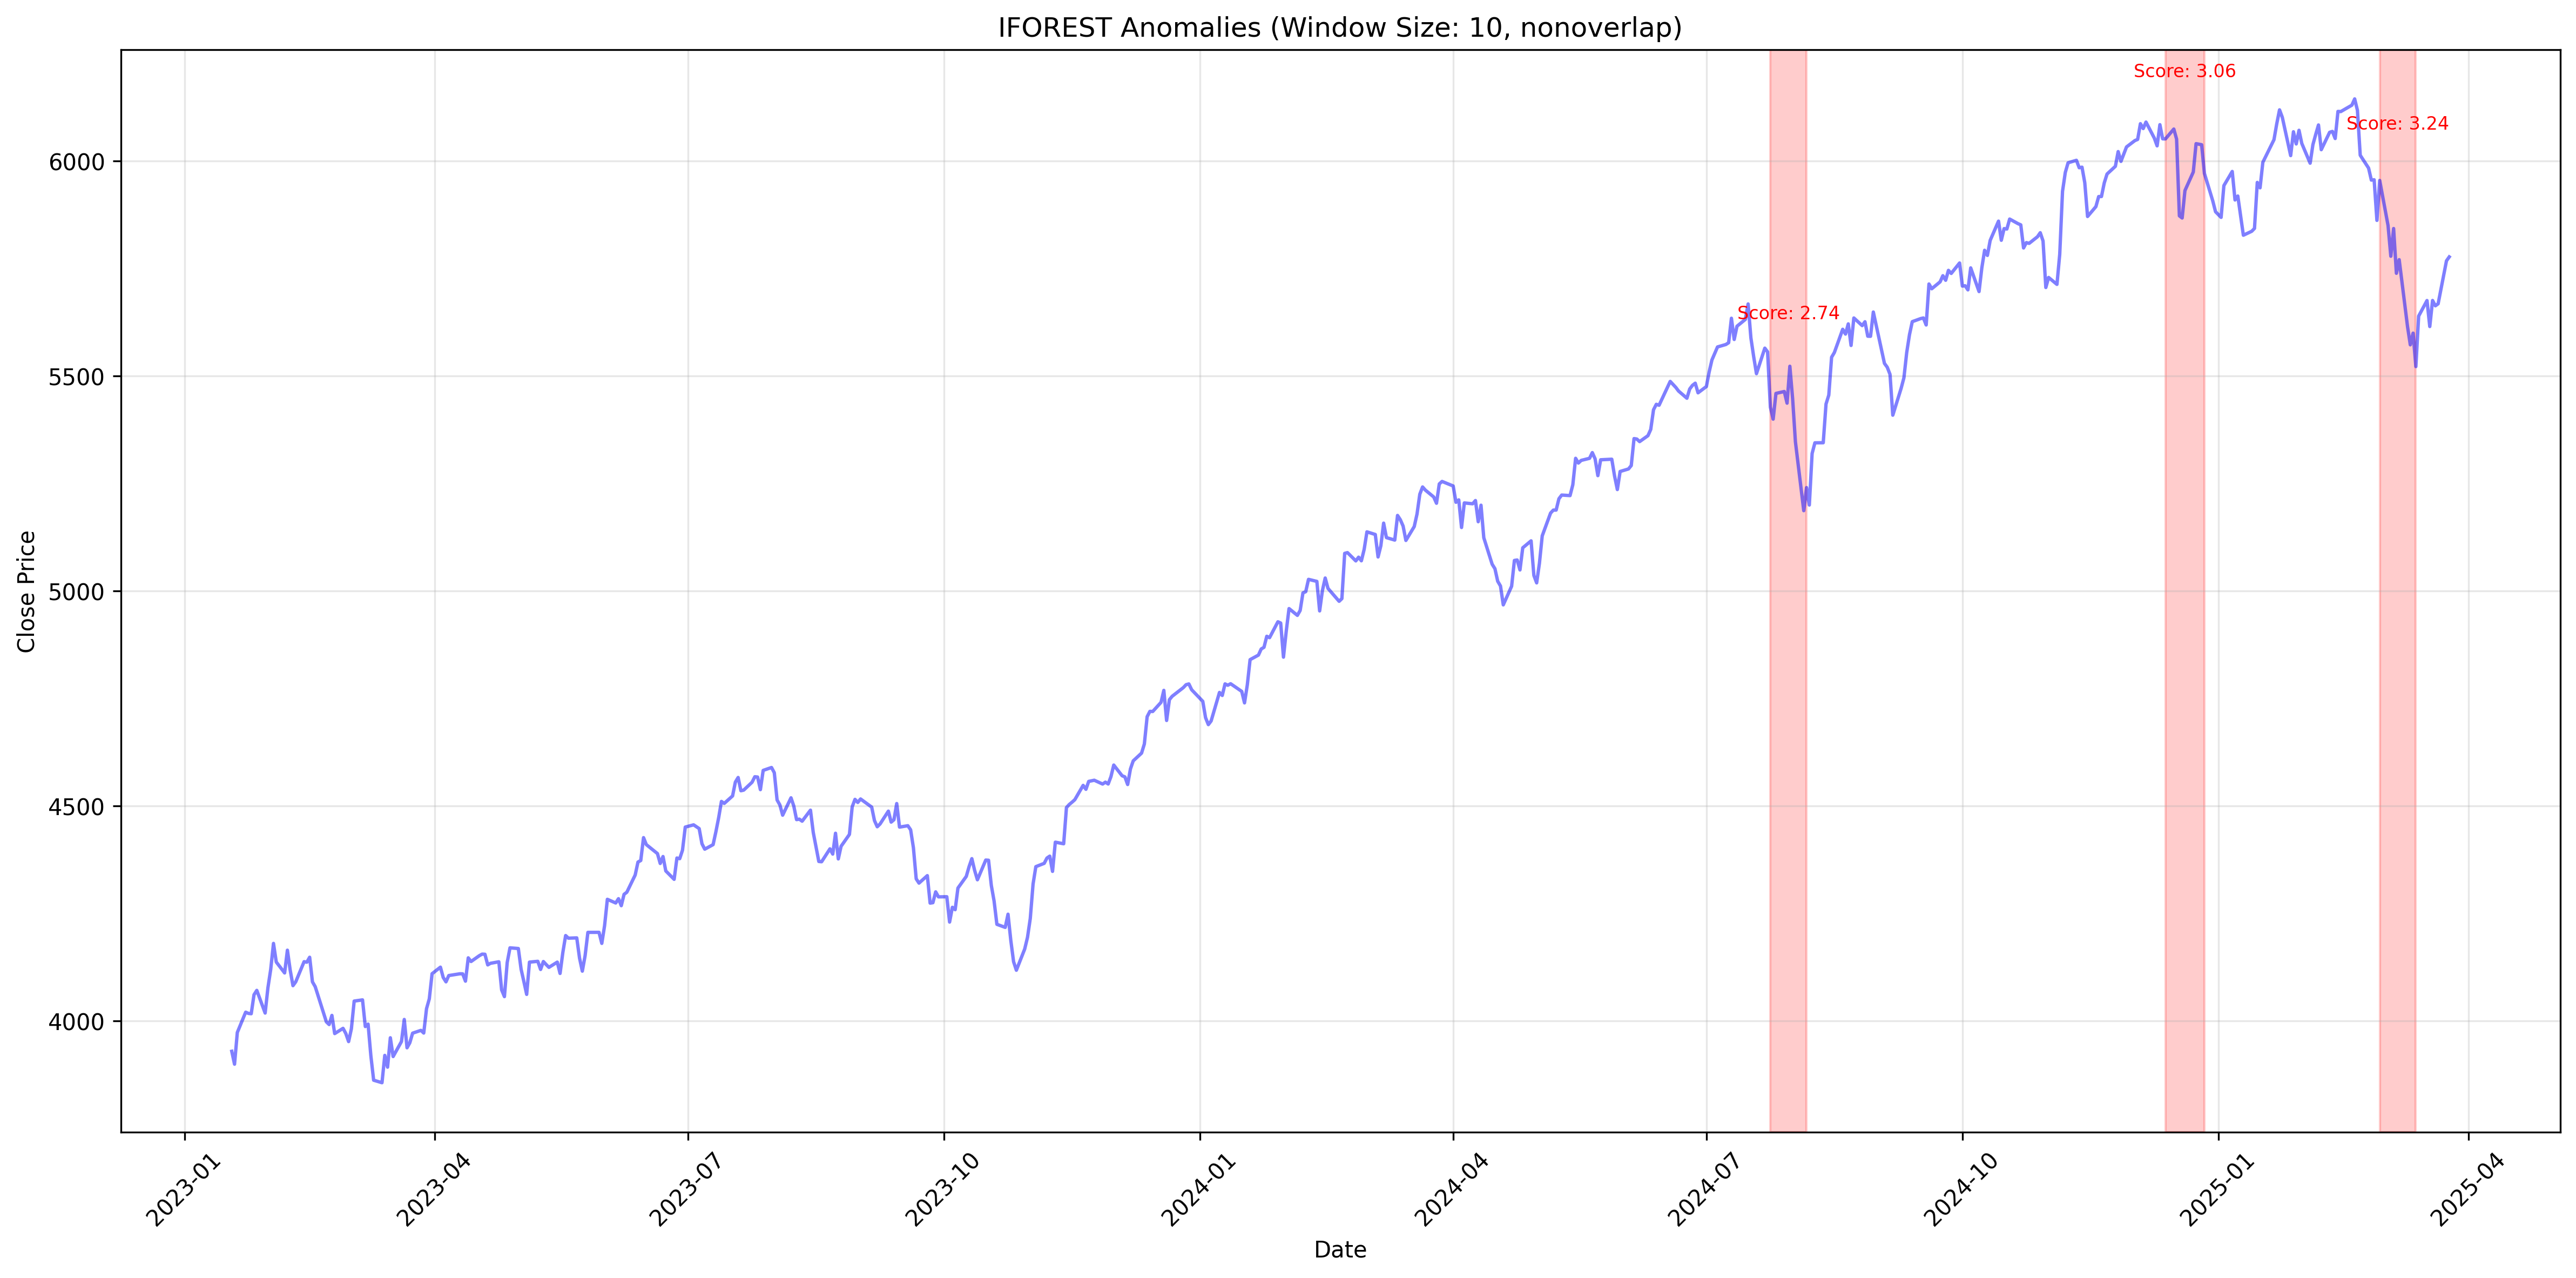 IFOREST Anomalies (Window Size: 10, nonoverlap)
Score: 3.06
Score: 3.24
Score: 2.74
Close Price
6000
5500
5000
4500
4000
2023-01
2023-04
2023-07
2023-10
2024-01
2024-04
2024-07
2024-10
2025-01
2025-04
Date